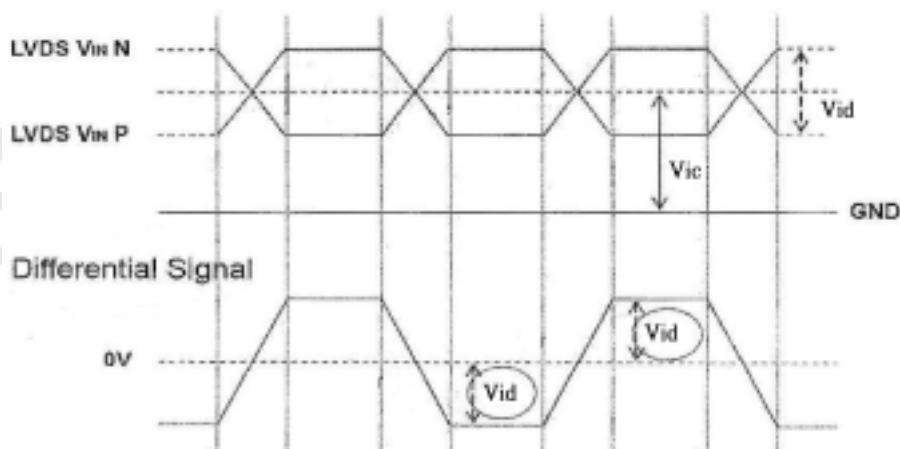 LVDS VIN N
Vid
LVDS VIN P
Vic
GND
Differential Signal
Vid
0V
Vid